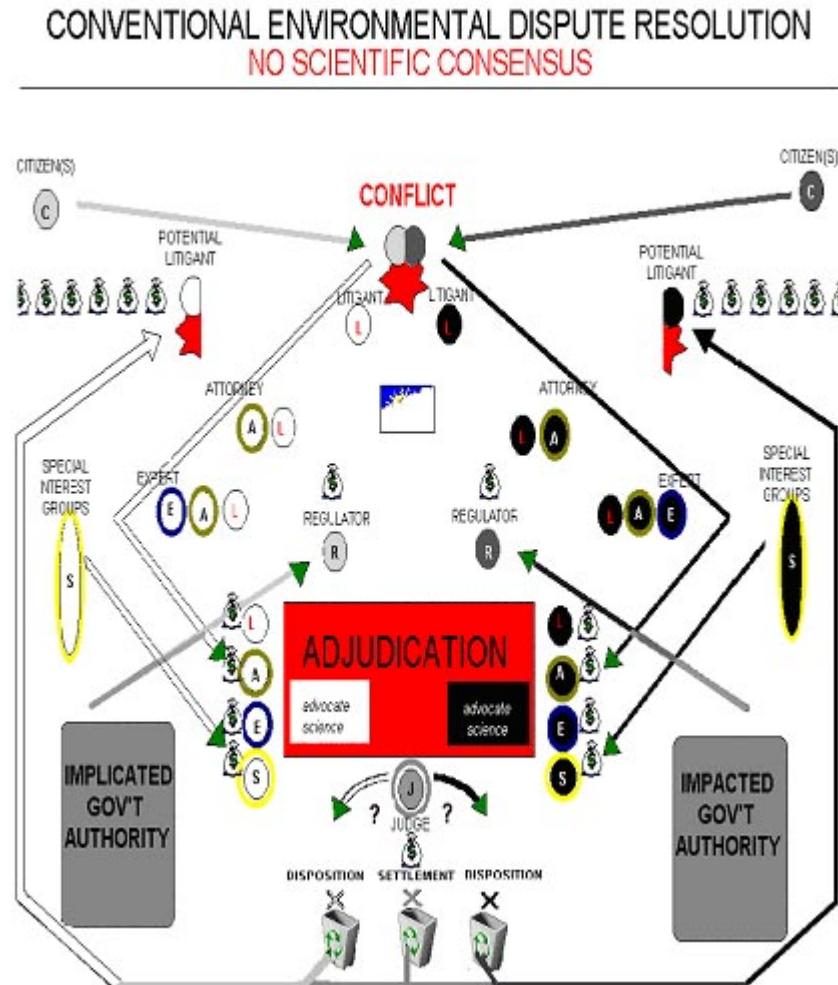 CONVENTIONAL ENVIRONMENTAL DISPUTE RESOLUTION
NO SCIENTIFIC CONSENSUS
CITIZEN(S)
C
CITIZEN(S)
C
CONFLICT
POTENTIAL
LITIGANT
POTENTIAL
LITIGANT
$ $ $ $ $ $
$ $ $ $ $ $
LITIGANT
LTIGANT
L
L
ATTORNEY
A L
ATTORNEY
L A
SPECIAL
INTEREST
GROUPS
S
EXPERT
E A L
EXPERT
L A E
SPECIAL
INTEREST
GROUPS
S
$
REGULATOR
R
$
REGULATOR
R
ADJUDICATION
advocate
science
advocate
science
$ L
$ A
$ E
$ S
L $
A $
E $
S $
IMPLICATED
GOV'T
AUTHORITY
IMPACTED
GOV'T
AUTHORITY
J
? JUDGE ?
$
DISPOSITION SETTLEMENT DISPOSITION